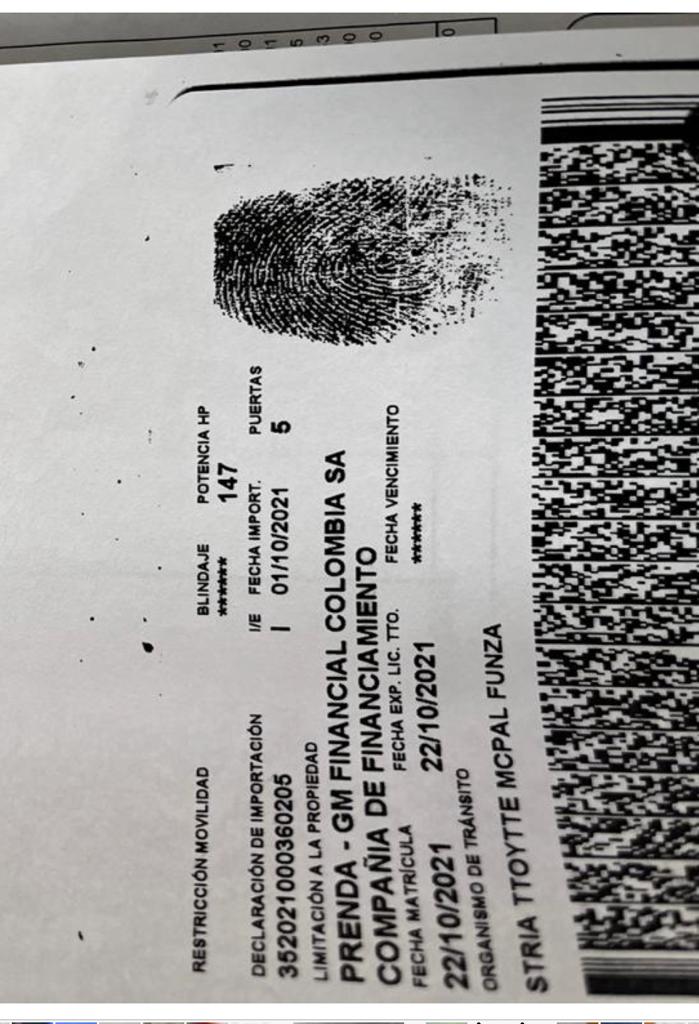 RESTRICCIÓN MOVILIDAD BLINDAJE POTENCIA HP
****** 147
DECLARACIÓN DE IMPORTACIÓN I/E FECHA IMPORT. PUERTAS
352021000360205 I 01/10/2021 5
LIMITACIÓN A LA PROPIEDAD
PRENDA - GM FINANCIAL COLOMBIA SA
COMPAÑIA DE FINANCIAMIENTO
FECHA MATRÍCULA FECHA EXP. LIC. TTO. FECHA VENCIMIENTO
22/10/2021 22/10/2021 ******
ORGANISMO DE TRÁNSITO
STRIA TTOYTTE MCPAL FUNZA